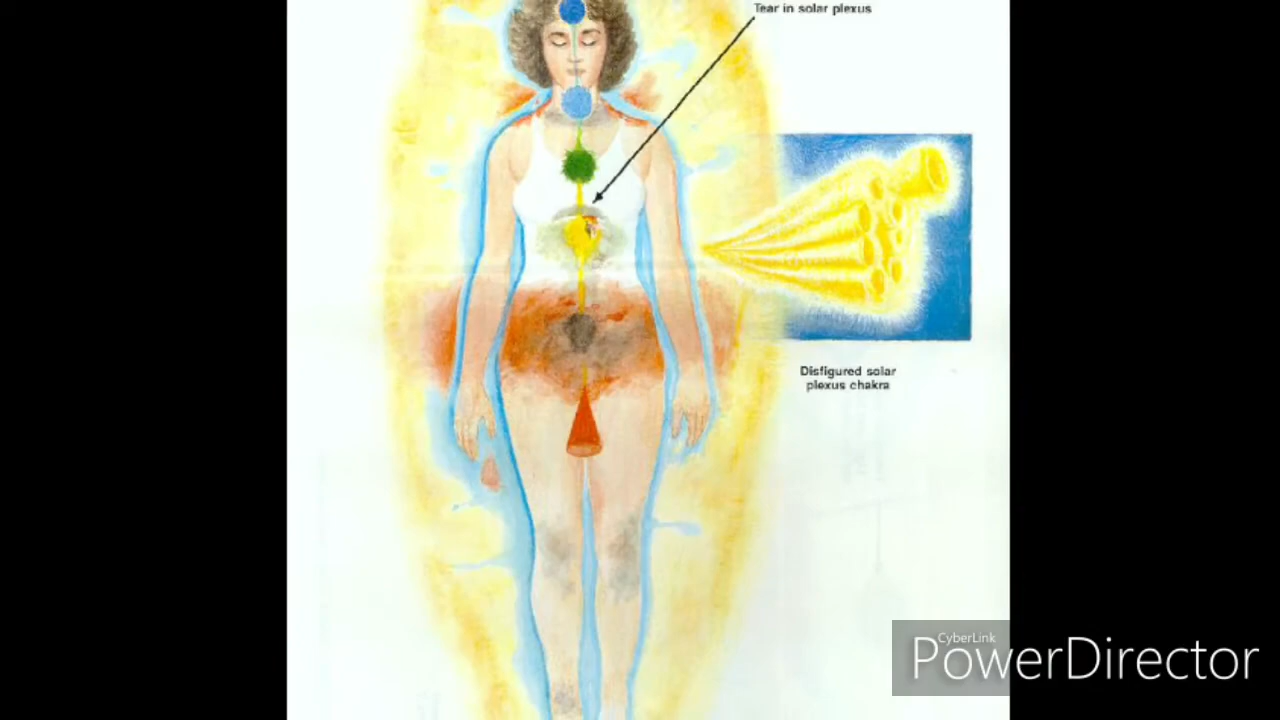 Tear in solar plexus
Disfigured solar
plexus chakra
CyberLink
PowerDirector